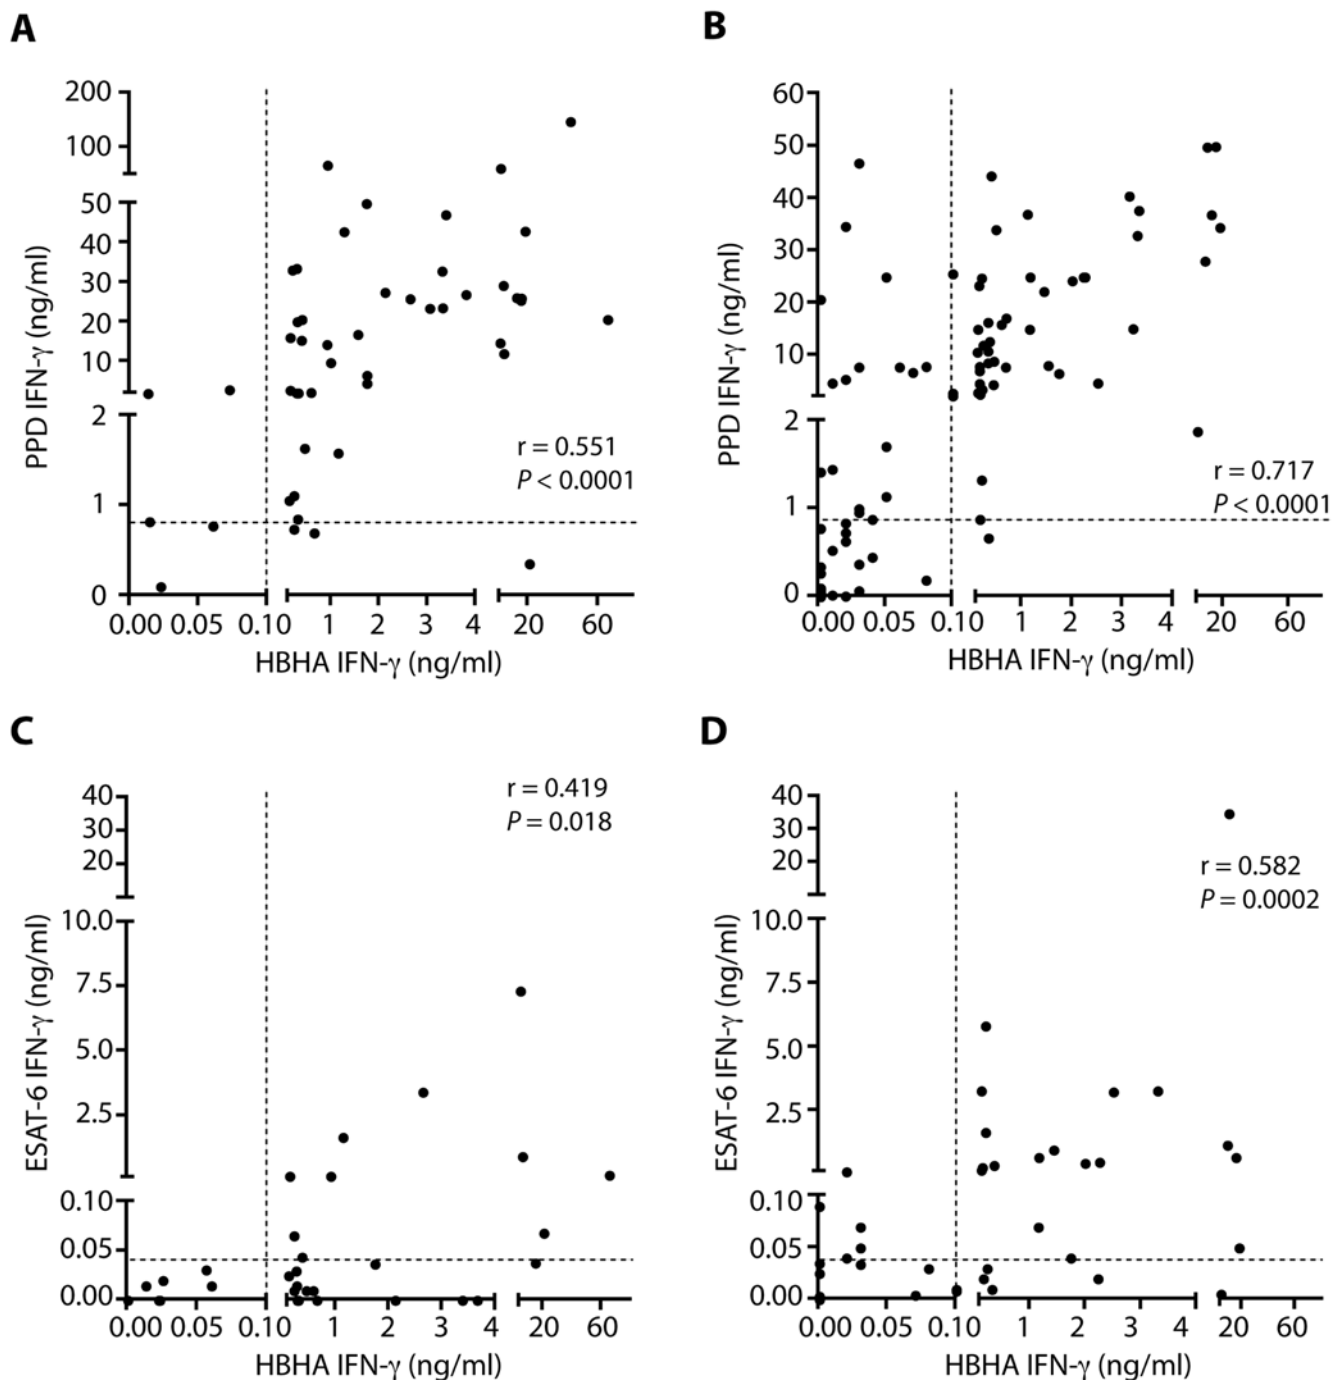 A
B
200
100
50
40
30
20
10
2
1
0
PPD IFN-γ (ng/ml)
r = 0.551
P < 0.0001
0.00 0.05 0.10 1 2 3 4 20 60
HBHA IFN-γ (ng/ml)
60
50
40
30
20
10
2
1
0
PPD IFN-γ (ng/ml)
r = 0.717
P < 0.0001
0.00 0.05 0.10 1 2 3 4 20 60
HBHA IFN-γ (ng/ml)
C
D
40
30
20
10.0
7.5
5.0
2.5
0.10
0.05
0.00
ESAT-6 IFN-γ (ng/ml)
r = 0.419
P = 0.018
0.00 0.05 0.10 1 2 3 4 20 60
HBHA IFN-γ (ng/ml)
40
30
20
10.0
7.5
5.0
2.5
0.10
0.05
0.00
ESAT-6 IFN-γ (ng/ml)
r = 0.582
P = 0.0002
0.00 0.05 0.10 1 2 3 4 20 60
HBHA IFN-γ (ng/ml)